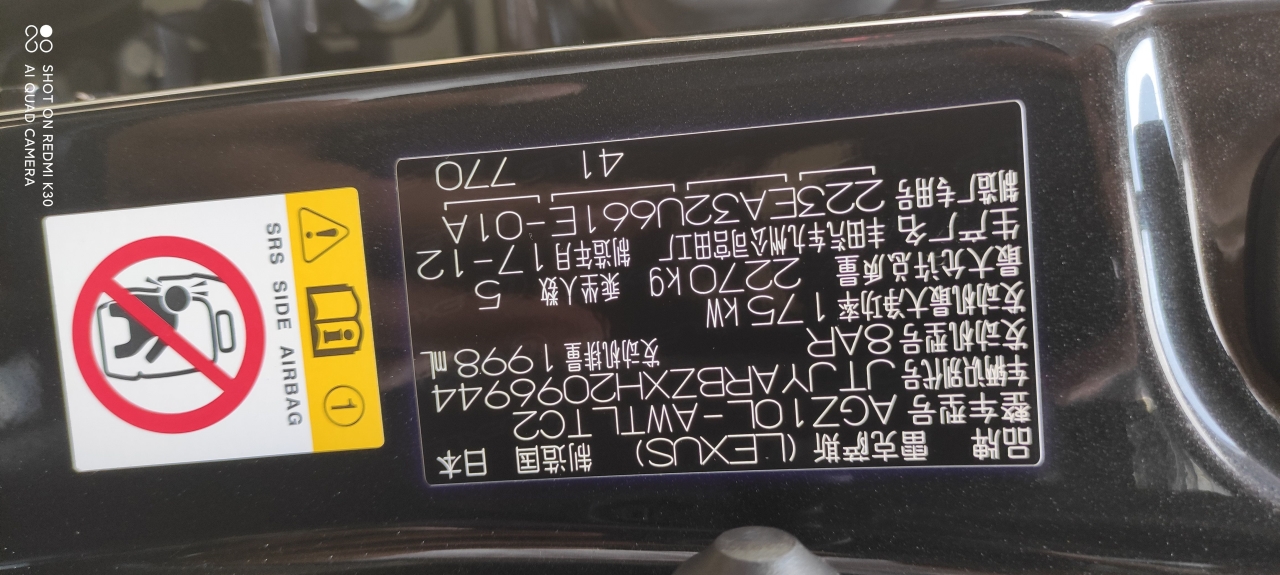 品牌 雷克萨斯 (LEXUS) 制造国 日本
整车型号 AGZ10L-AWTLTC2
车辆识别代号 JTJYARBZXH2096944
发动机型号 8AR 发动机排量 1998 mL
发动机最大净功率 175 kW
最大允许总质量 2270 kg 乘坐人数 5
生产厂名 丰田汽车九州公司宫田工厂 制造年月 17-12
制造厂专用号 223EA32U661E-01A
41 770
SRS SIDE AIRBAG
1
SHOT ON REDMI K30
AI QUAD CAMERA